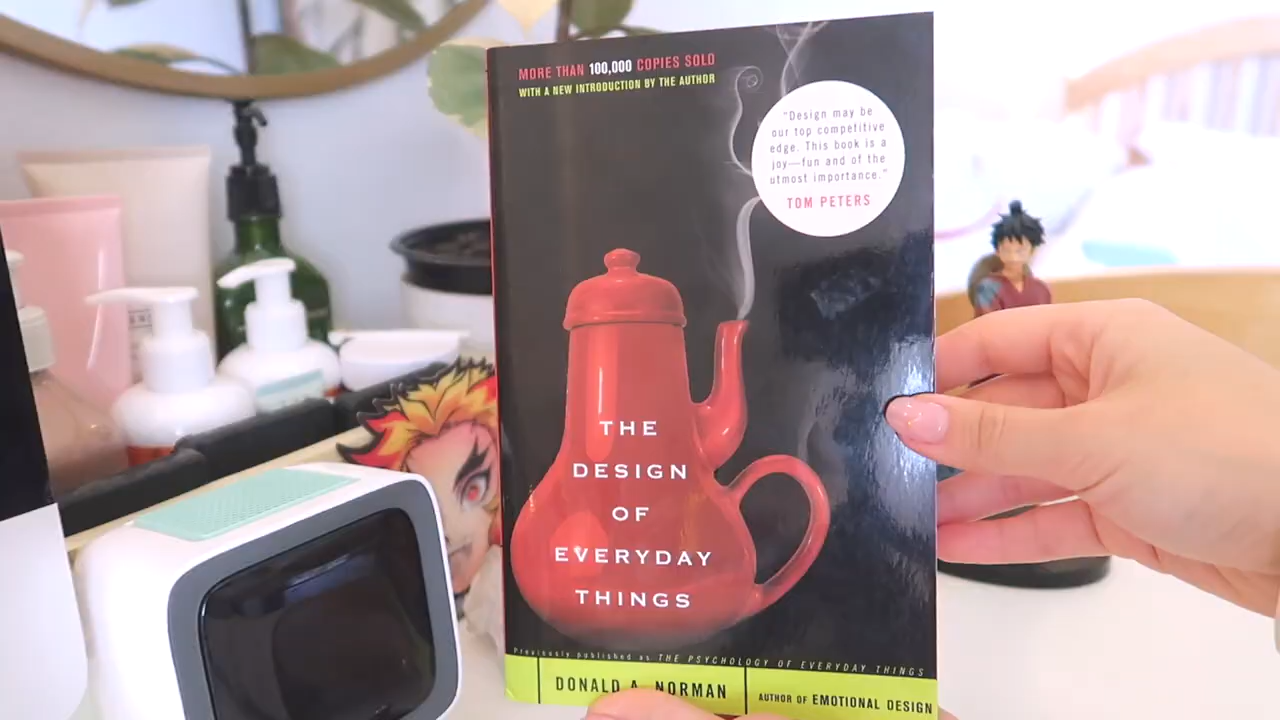 MORE THAN 100,000 COPIES SOLD
WITH A NEW INTRODUCTION BY THE AUTHOR
"Design may be
our top competitive
edge. This book is a
joy—fun and of the
utmost importance."
TOM PETERS
THE
DESIGN
OF
EVERYDAY
THINGS
Previously published as THE PSYCHOLOGY OF EVERYDAY THINGS
DONALD A. NORMAN
AUTHOR OF EMOTIONAL DESIGN